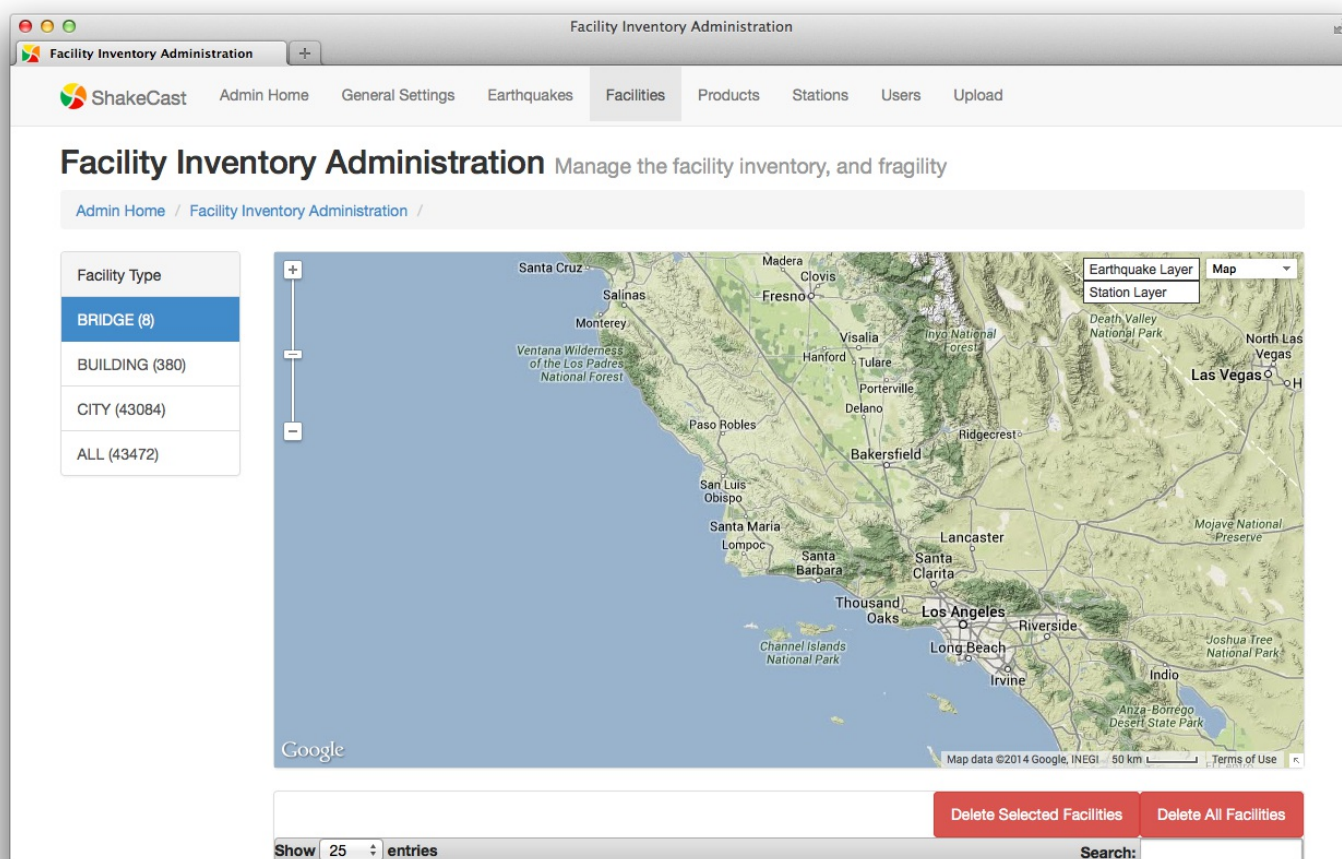 Facility Inventory Administration
Facility Inventory Administration
ShakeCast Admin Home General Settings Earthquakes Facilities Products Stations Users Upload
Facility Inventory Administration Manage the facility inventory, and fragility
Admin Home / Facility Inventory Administration /
Facility Type
BRIDGE (8)
BUILDING (380)
CITY (43084)
ALL (43472)
Earthquake Layer
Station Layer
Map
Santa Cruz
Madera
Clovis
Salinas
Fresno
Monterey
Death Valley
National Park
Visalia
Inyo National
Forest
North Las
Vegas
Ventana Wilderness
of the Los Padres
National Forest
Hanford
Tulare
Las Vegas
H
Porterville
Delano
Paso Robles
Ridgecrest
Bakersfield
San Luis
Obispo
Santa Maria
Mojave National
Preserve
Lompoc
Lancaster
Santa
Barbara
Santa
Clarita
Thousand
Oaks
Los Angeles
Riverside
Channel Islands
National Park
Long Beach
Joshua Tree
National Park
Irvine
Indio
Anza-Borrego
Desert State Park
Google
Map data ©2014 Google, INEGI 50 km Terms of Use
Delete Selected Facilities Delete All Facilities
Show 25 entries Search: